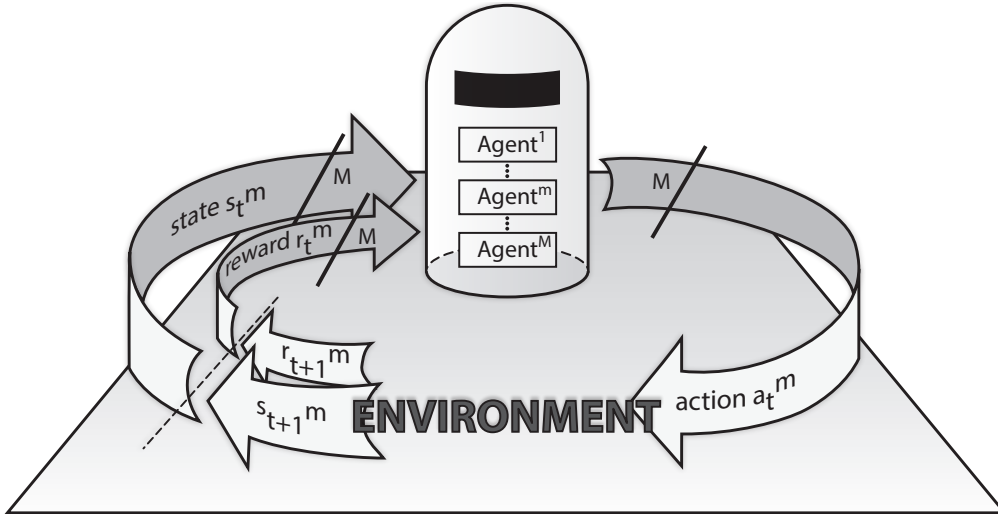 Agent¹
Agentᵐ
Agentᴹ
M
M
M
state sₜᵐ
reward rₜᵐ
rₜ₊₁ᵐ
sₜ₊₁ᵐ
ENVIRONMENT
action aₜᵐ